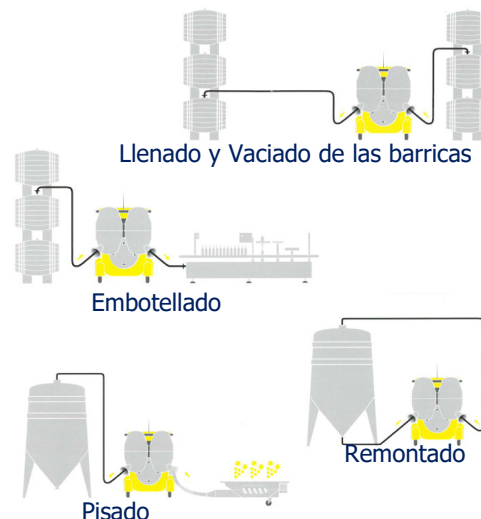 Llenado y Vaciado de las barricas
Embotellado
Remontado
Pisado